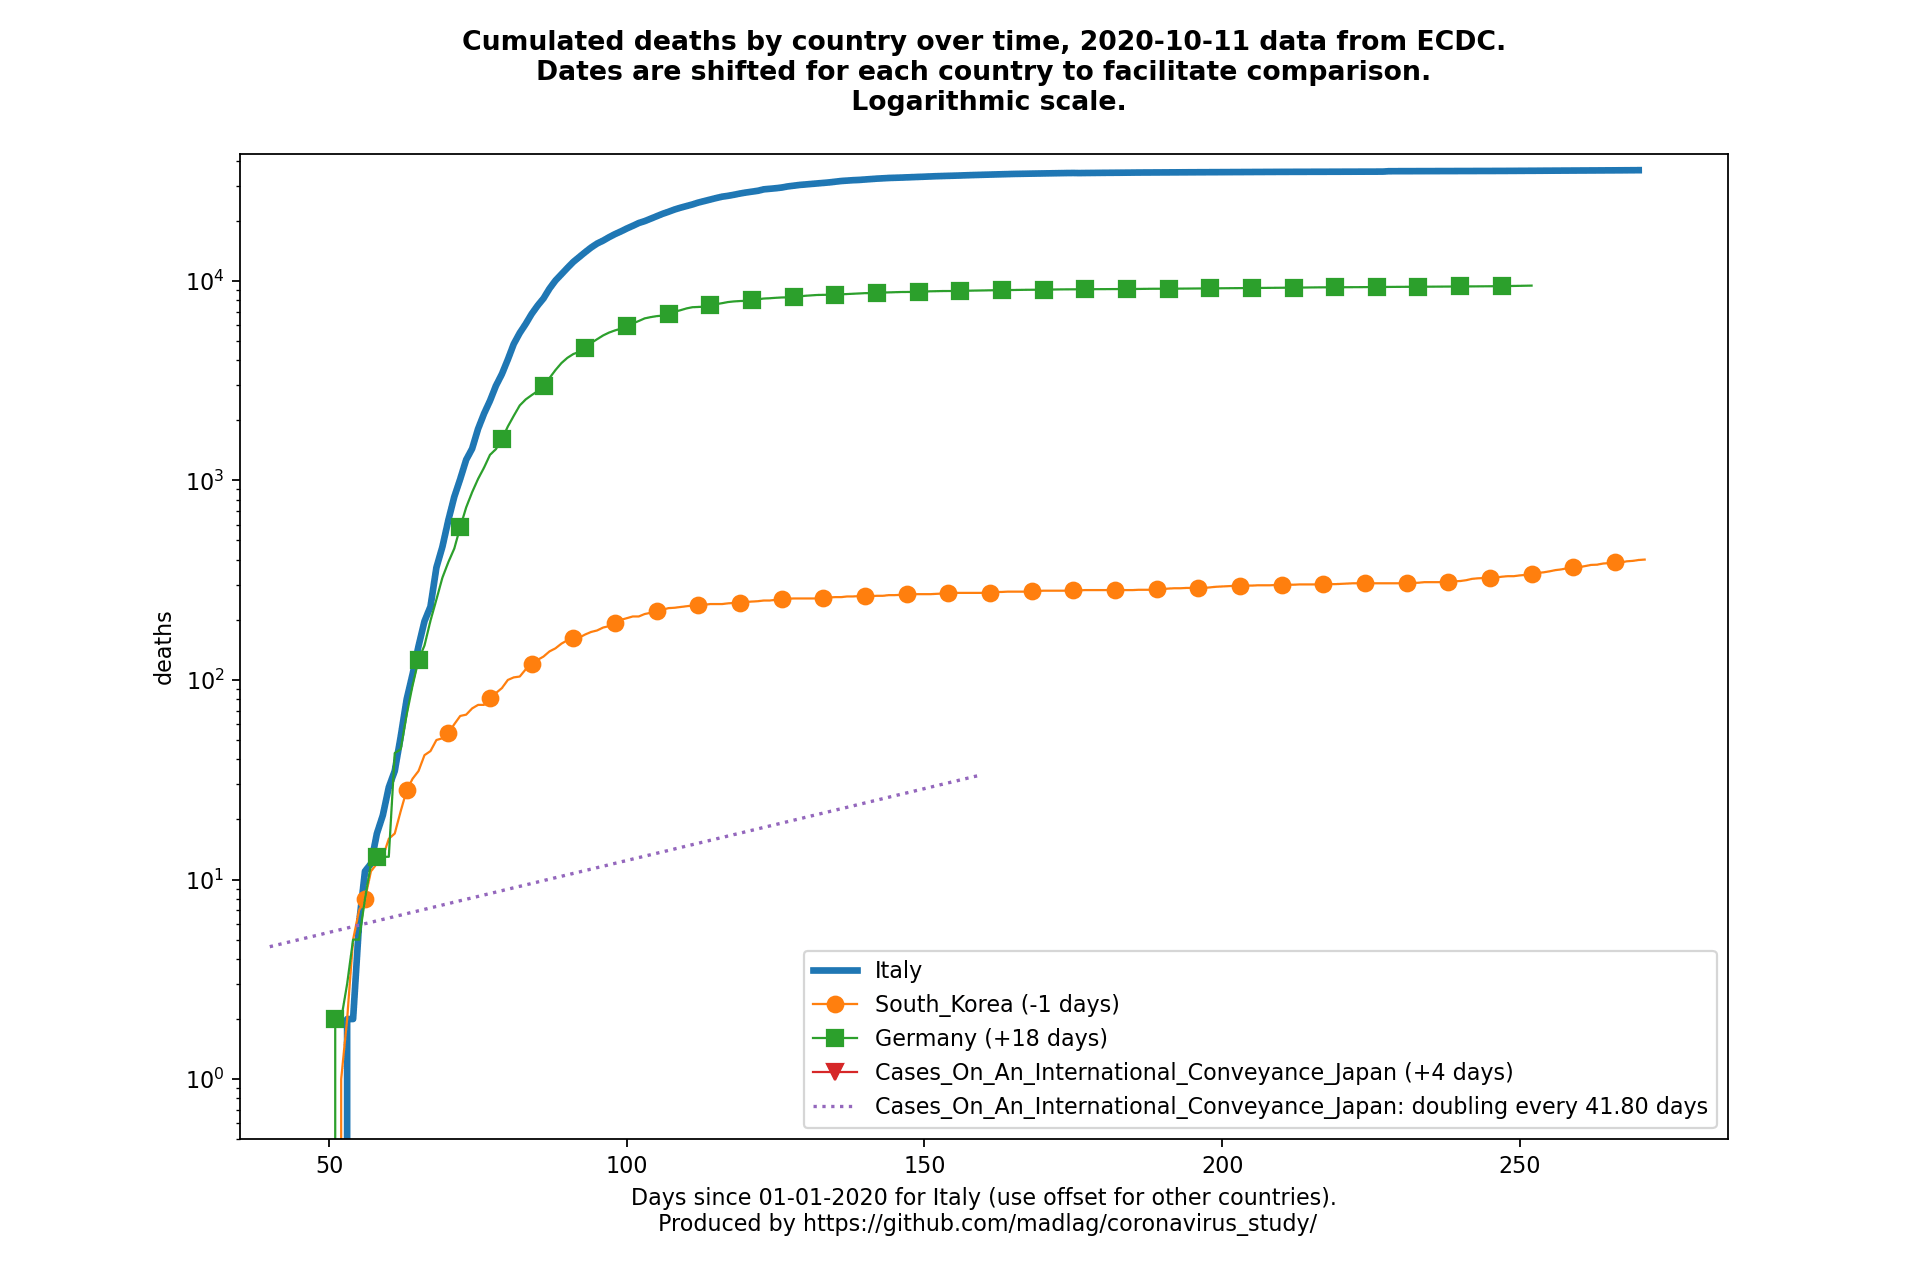 Cumulated deaths by country over time, 2020-10-11 data from ECDC.
Dates are shifted for each country to facilitate comparison.
Logarithmic scale.
10⁴
10³
10²
10¹
10⁰
deaths
Italy
South_Korea (-1 days)
Germany (+18 days)
Cases_On_An_International_Conveyance_Japan (+4 days)
Cases_On_An_International_Conveyance_Japan: doubling every 41.80 days
50 100 150 200 250
Days since 01-01-2020 for Italy (use offset for other countries).
Produced by https://github.com/madlag/coronavirus_study/